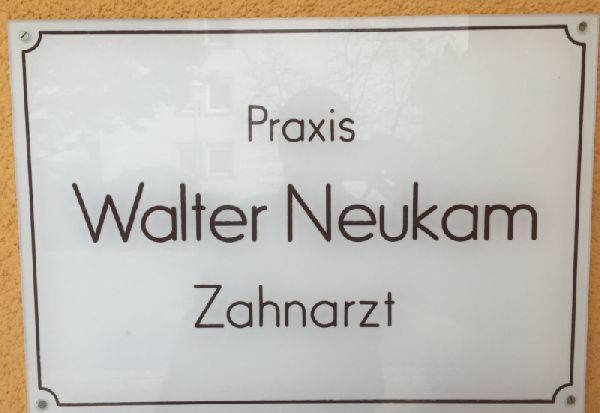 Praxis
Walter Neukam
Zahnarzt